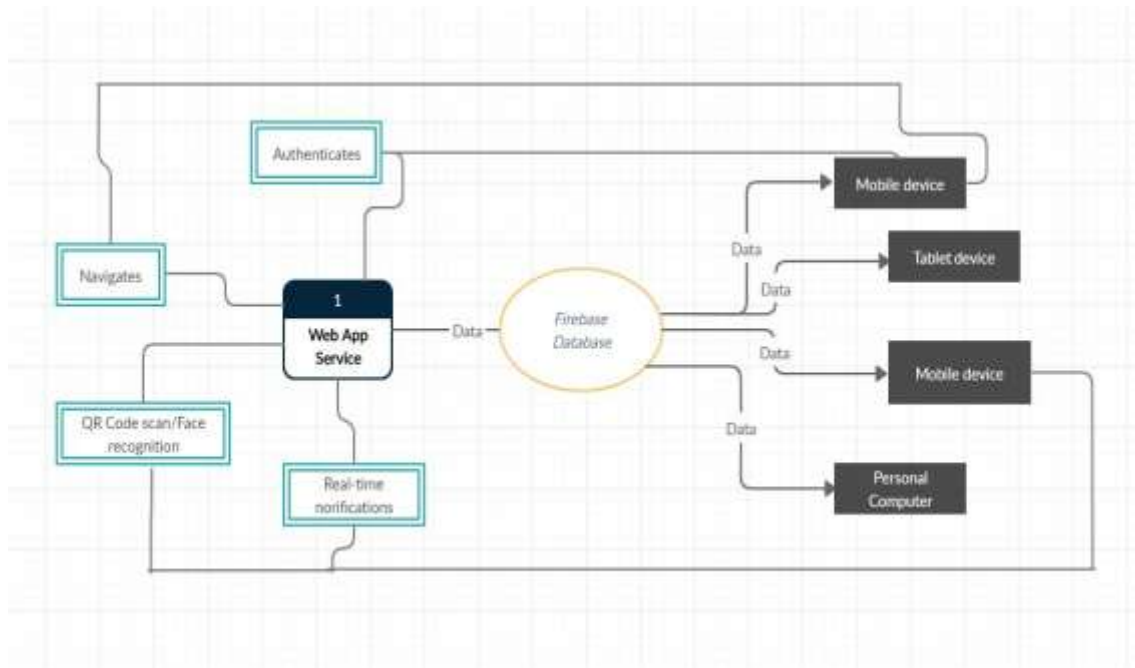 Authenticates
Mobile device
Data
Tablet device
Navigates
Data
1
Web App
Service
Data
Firebase
Database
Data
Mobile device
QR Code scan/Face
recognition
Data
Real-time
norifications
Personal
Computer